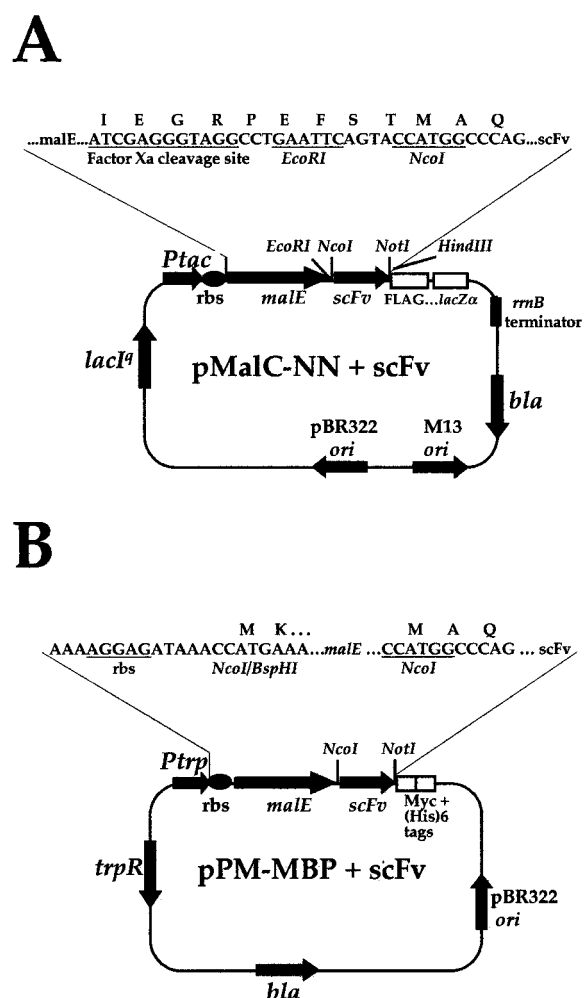 A
I E G R P E F S T M A Q
...malE...ATCGAGGGTAGGCCTGAATTCAGTACCATGGCCCAG...scFv
Factor Xa cleavage site EcoRI NcoI
EcoRI NcoI NotI HindIII
Ptac
rbs malE scFv FLAG...lacZα
rrnB
terminator
lacIq
pMalC-NN + scFv
bla
pBR322
ori
M13
ori
B
M K... M A Q
AAAAGGAGATAAACCATGAAA...malE ...CCATGGCCCAG ... scFv
rbs NcoI/BspHI NcoI
NcoI NotI
Ptrp
rbs malE scFv Myc +
(His)6
tags
trpR
pPM-MBP + scFv
pBR322
ori
bla